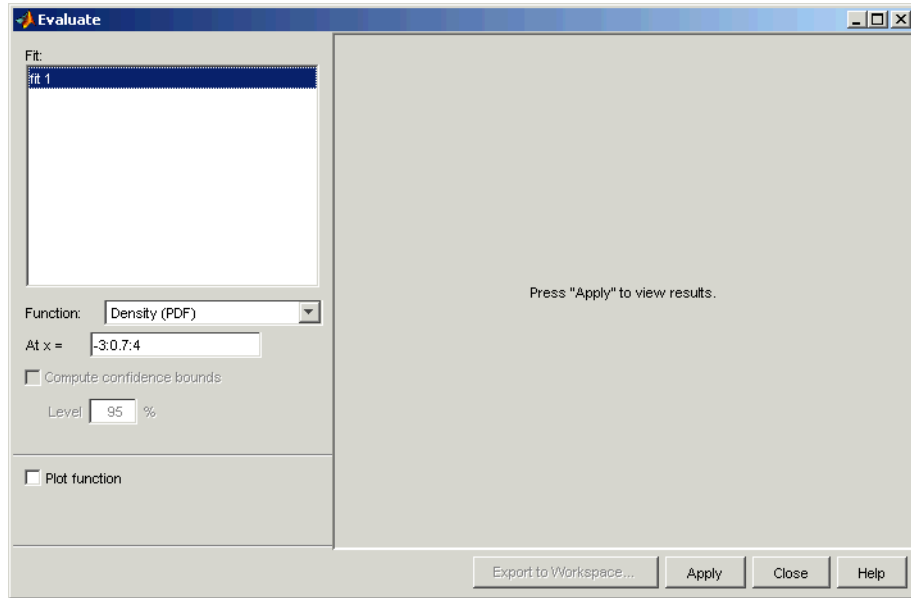 Evaluate
Fit:
fit 1
Function: Density (PDF)
At x = -3:0.7:4
Compute confidence bounds
Level 95 %
Plot function
Press "Apply" to view results.
Export to Workspace... Apply Close Help